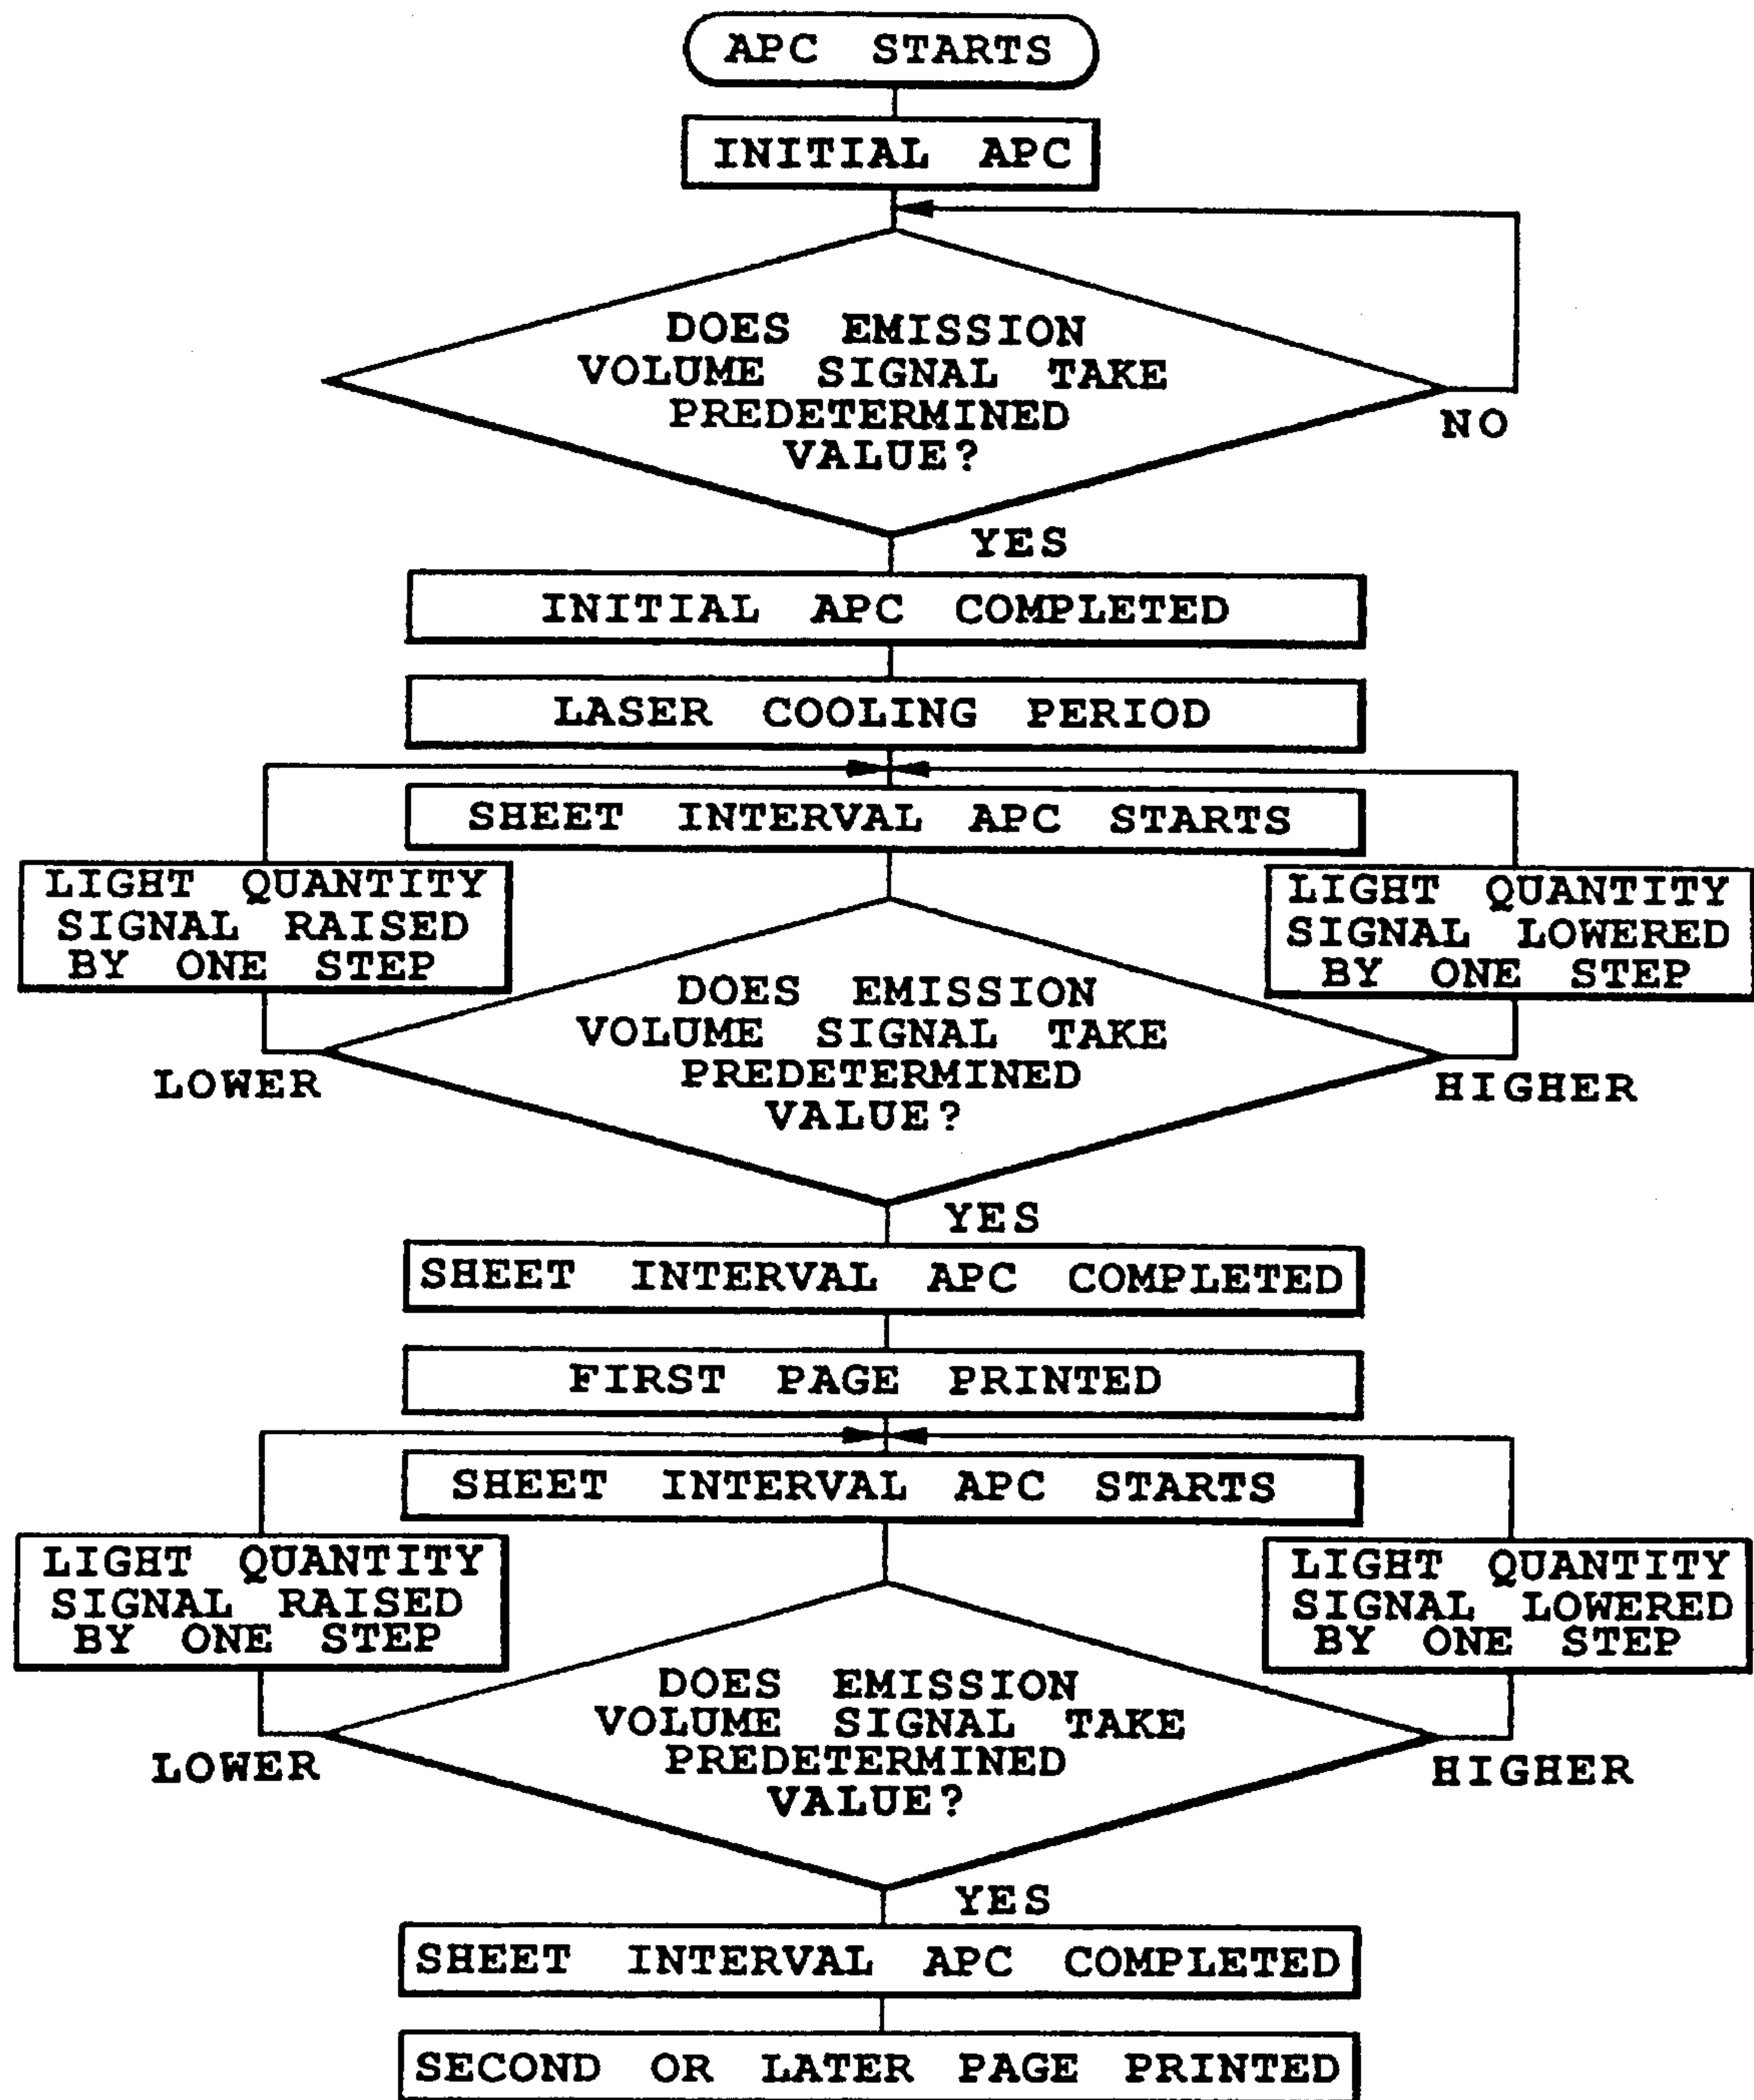 APC STARTS
INITIAL APC
DOES EMISSION
VOLUME SIGNAL TAKE
PREDETERMINED
VALUE?
NO
YES
INITIAL APC COMPLETED
LASER COOLING PERIOD
SHEET INTERVAL APC STARTS
LIGHT QUANTITY
SIGNAL RAISED
BY ONE STEP
LIGHT QUANTITY
SIGNAL LOWERED
BY ONE STEP
DOES EMISSION
VOLUME SIGNAL TAKE
PREDETERMINED
VALUE?
LOWER
HIGHER
YES
SHEET INTERVAL APC COMPLETED
FIRST PAGE PRINTED
SHEET INTERVAL APC STARTS
LIGHT QUANTITY
SIGNAL RAISED
BY ONE STEP
LIGHT QUANTITY
SIGNAL LOWERED
BY ONE STEP
DOES EMISSION
VOLUME SIGNAL TAKE
PREDETERMINED
VALUE?
LOWER
HIGHER
YES
SHEET INTERVAL APC COMPLETED
SECOND OR LATER PAGE PRINTED